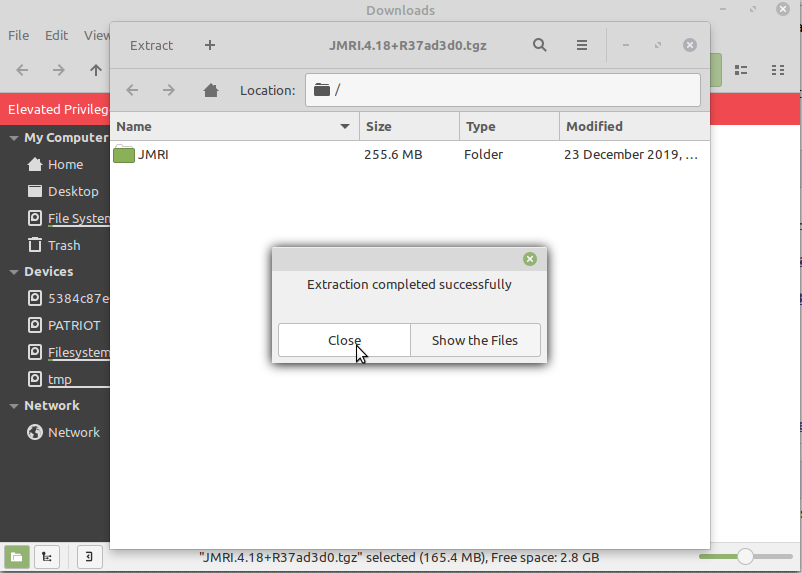 Downloads
File Edit View
Extract + JMRI.4.18+R37ad3d0.tgz
Location: /
Elevated Privileg
Name Size Type Modified
JMRI 255.6 MB Folder 23 December 2019, ...
My Computer
Home
Desktop
File System
Trash
Devices
5384c87e
PATRIOT
Filesystem
tmp
Network
Network
Extraction completed successfully
Close Show the Files
"JMRI.4.18+R37ad3d0.tgz" selected (165.4 MB), Free space: 2.8 GB